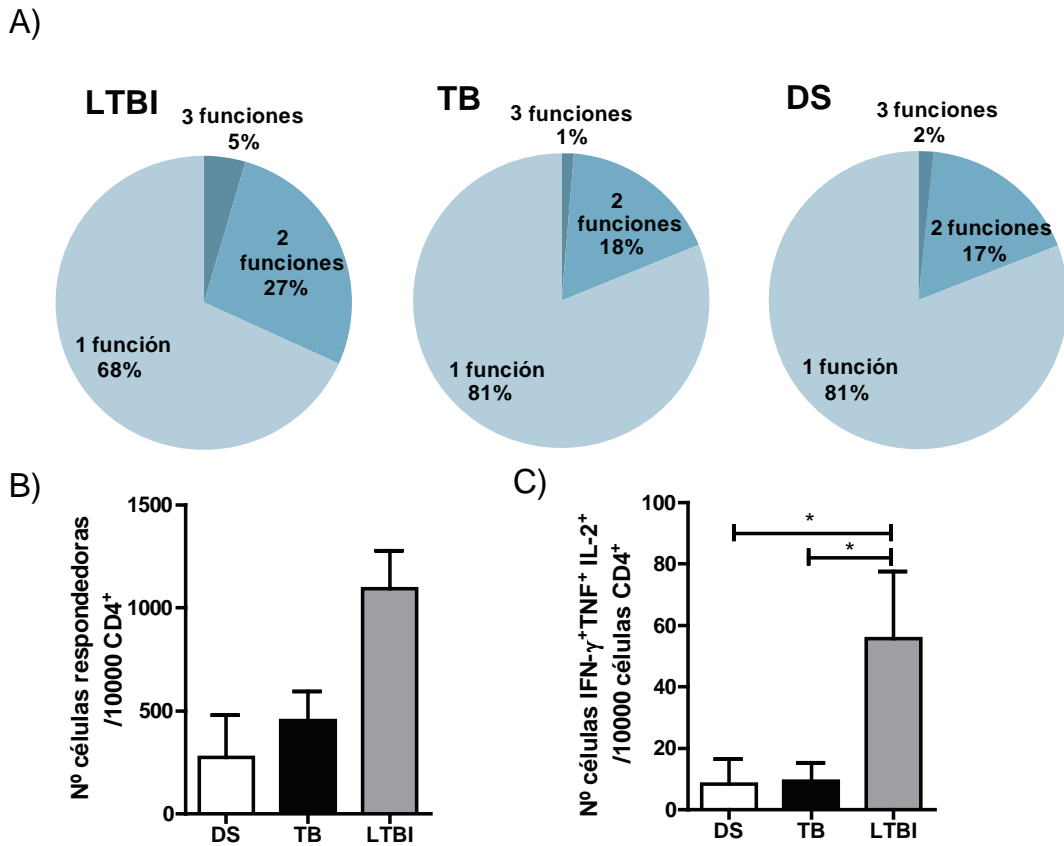 A)
LTBI
3 funciones
5%
2
funciones
27%
1 función
68%
TB
3 funciones
1%
2
funciones
18%
1 función
81%
DS
3 funciones
2%
2 funciones
17%
1 función
81%
B)
Nº células respondedoras
/10000 CD4⁺
1500
1000
500
0
DS TB LTBI
C)
Nº células IFN-γ⁺TNF⁺ IL-2⁺
/10000 células CD4⁺
100
80
60
40
20
0
*
*
DS TB LTBI